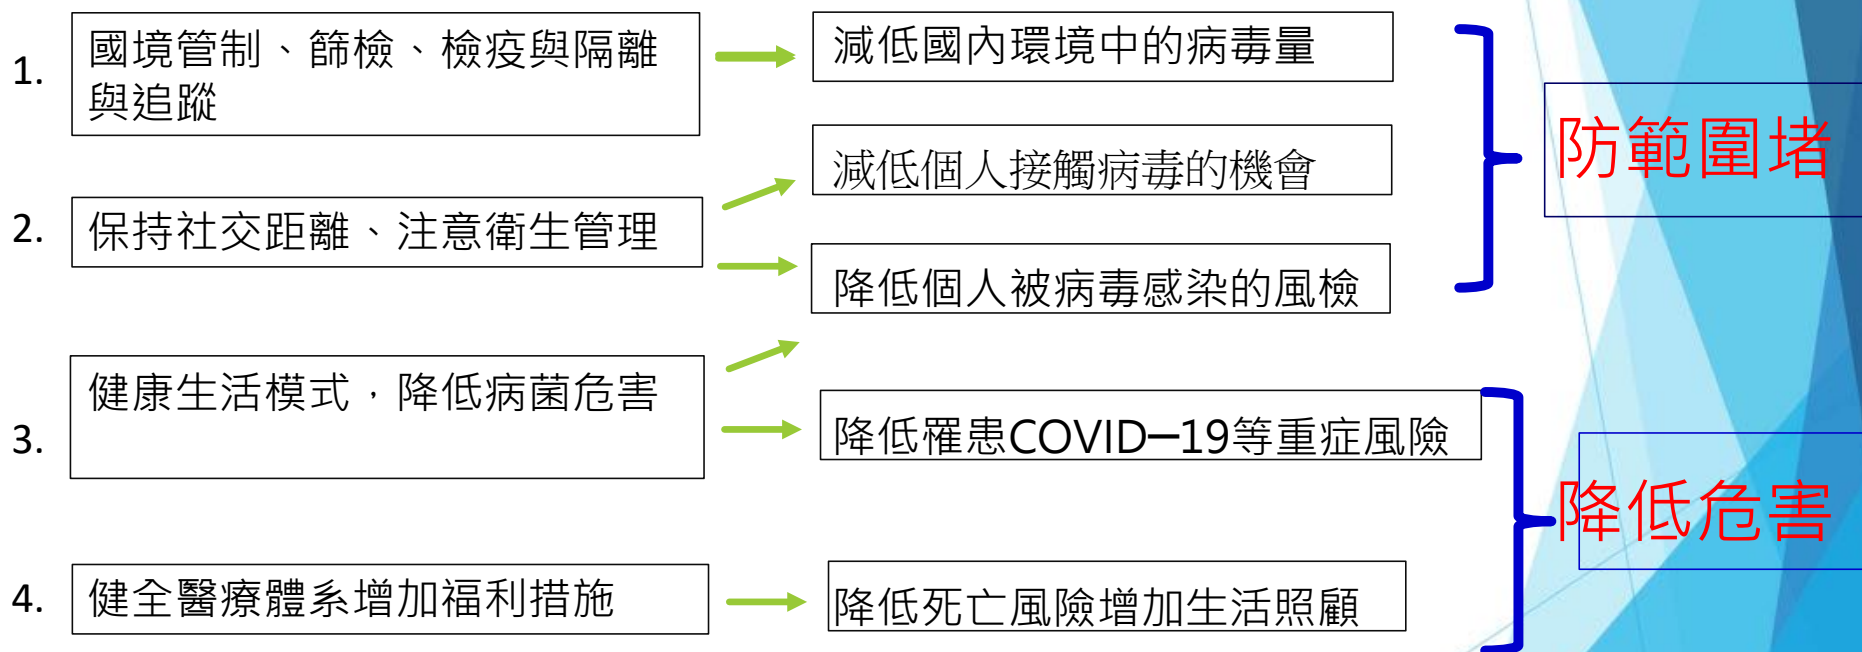 1.
國境管制、篩檢、檢疫與隔離
與追蹤
減低國內環境中的病毒量
減低個人接觸病毒的機會
防範圍堵
2.
保持社交距離、注意衛生管理
降低個人被病毒感染的風檢
3.
健康生活模式，降低病菌危害
降低罹患COVID—19等重症風險
降低危害
4.
健全醫療體系增加福利措施
降低死亡風險增加生活照顧